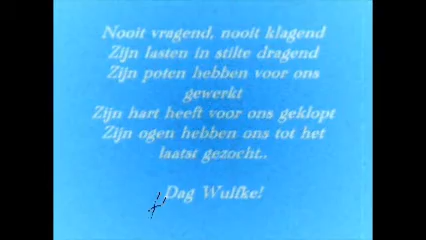 Nooit vragend, nooit klagend
Zijn lasten in stilte dragend
Zijn poten hebben voor ons
gewerkt
Zijn hart heeft voor ons geklopt
Zijn ogen hebben ons tot het
laatst gezocht..
Dag Wulfke!